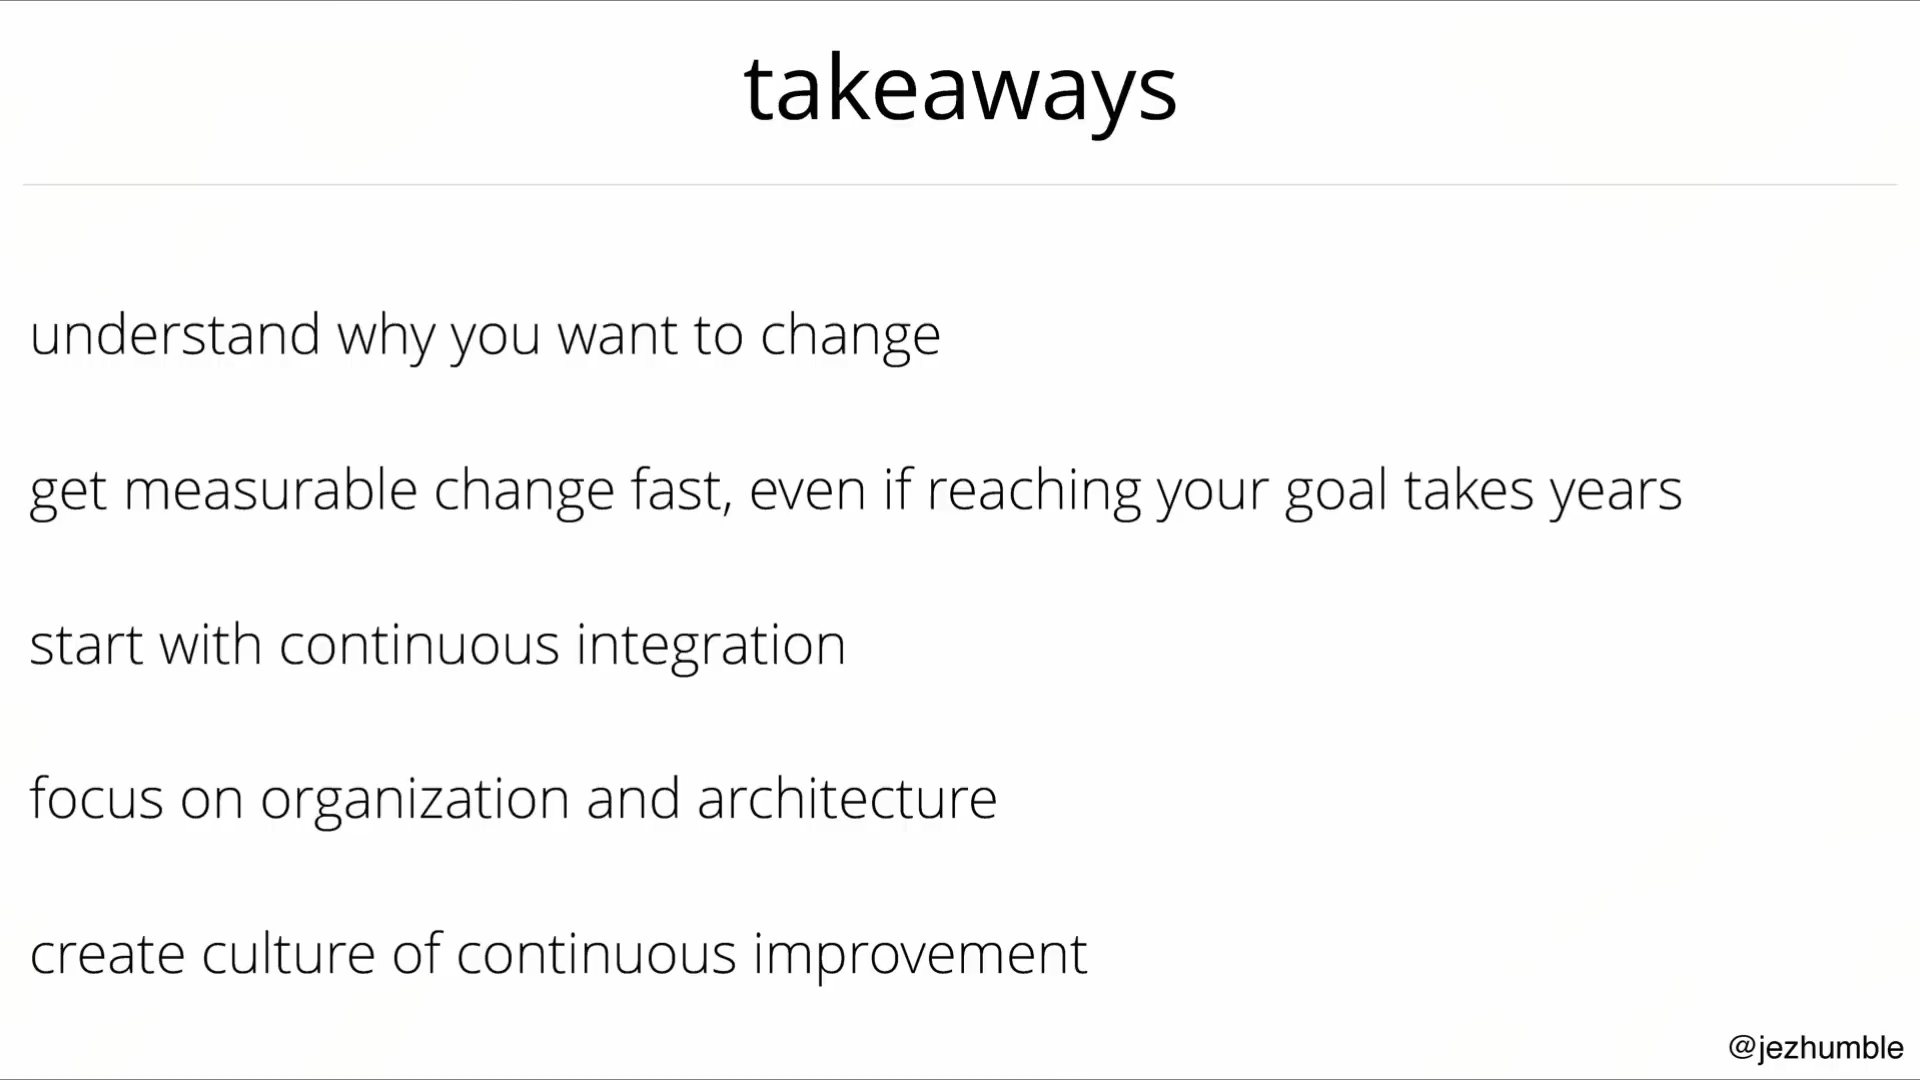 takeaways
understand why you want to change
get measurable change fast, even if reaching your goal takes years
start with continuous integration
focus on organization and architecture
create culture of continuous improvement
@jezhumble